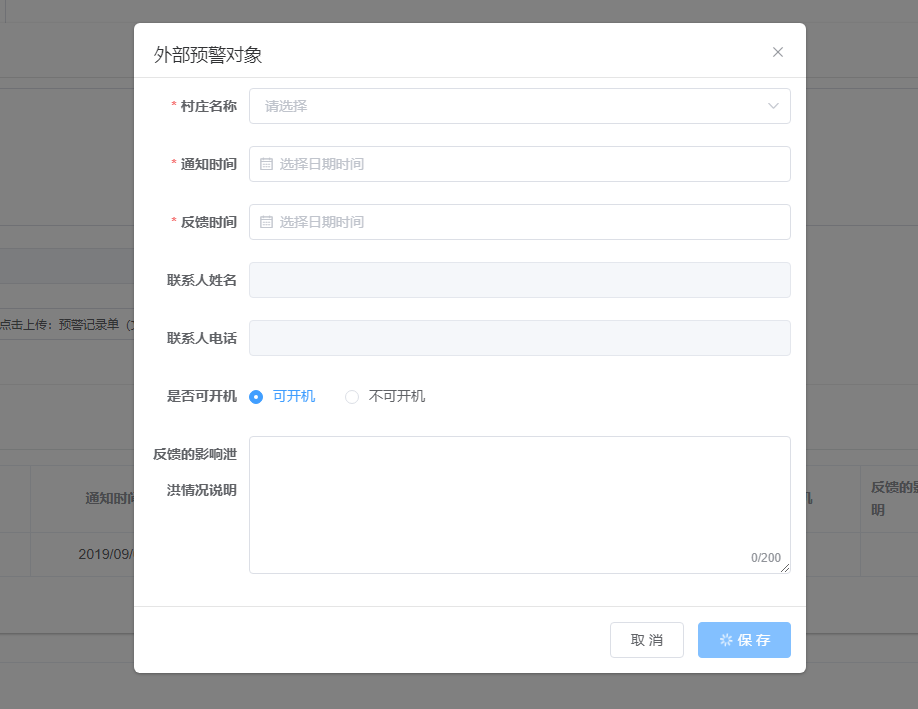 外部预警对象
* 村庄名称 请选择
* 通知时间 选择日期时间
* 反馈时间 选择日期时间
联系人姓名
点击上传：预警记录单（
联系人电话
是否可开机 可开机 不可开机
反馈的影响泄
洪情况说明
0/200
通知时间
反馈的
明
2019/09/
取 消 保 存